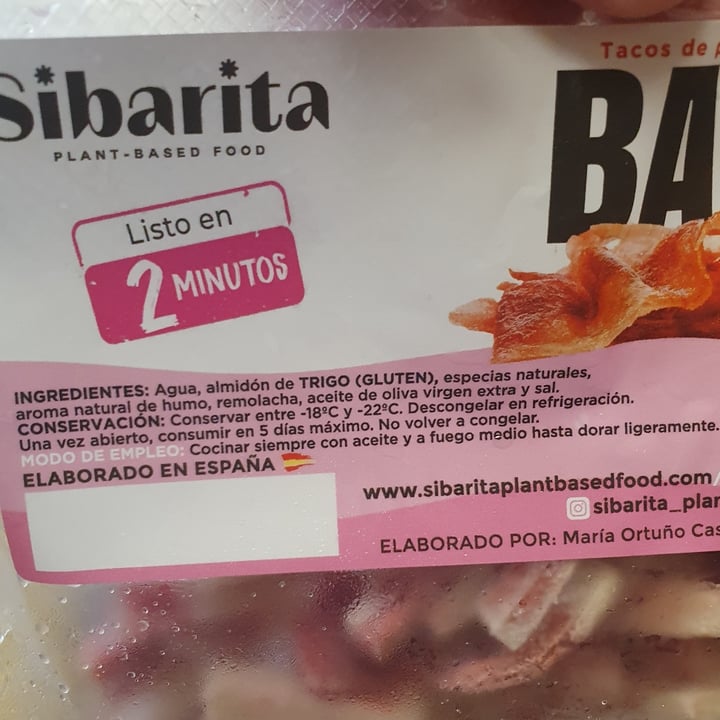 Sibarita
PLANT-BASED FOOD
Tacos de
BA
Listo en
2 MINUTOS
INGREDIENTES: Agua, almidón de TRIGO (GLUTEN), especias naturales,
aroma natural de humo, remolacha, aceite de oliva virgen extra y sal.
CONSERVACIÓN: Conservar entre -18ºC y -22ºC. Descongelar en refrigeración.
Una vez abierto, consumir en 5 días máximo. No volver a congelar.
MODO DE EMPLEO: Cocinar siempre con aceite y a fuego medio hasta dorar ligeramente.
ELABORADO EN ESPAÑA
www.sibaritaplantbasedfood.com/
sibarita_plan
ELABORADO POR: María Ortuño Cas